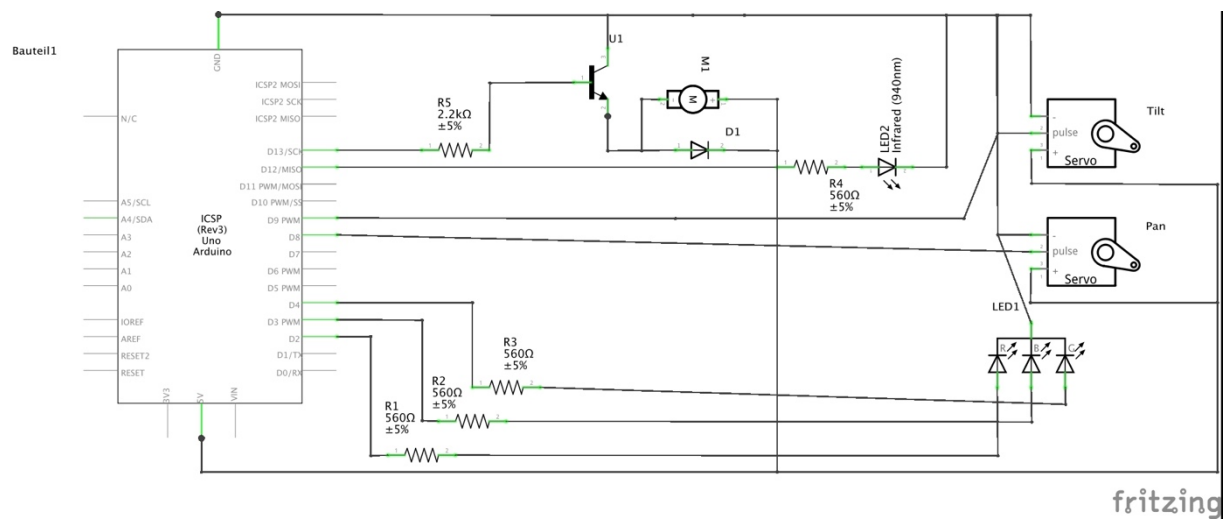 Bauteil1
GND
N/C
A5/SCL
A4/SDA
A3
A2
A1
A0
IOREF
AREF
RESET2
RESET
ICSP2 MOSI
ICSP2 SCK
ICSP2 MISO
D13/SCK
D12/MISO
D11 PWM/MOSI
D10 PWM/SS
D9 PWM
D8
D7
D6 PWM
D5 PWM
D4
D3 PWM
D2
D1/TX
D0/RX
ICSP
(Rev3)
Uno
Arduino
3V3
5V
VIN
R5
2.2kΩ
±5%
U1
M1
M
D1
R4
560Ω
±5%
LED2
Infrared (940nm)
Tilt
-
pulse
+
Servo
Pan
-
pulse
+
Servo
LED1
R
B
G
R3
560Ω
±5%
R2
560Ω
±5%
R1
560Ω
±5%
fritzing